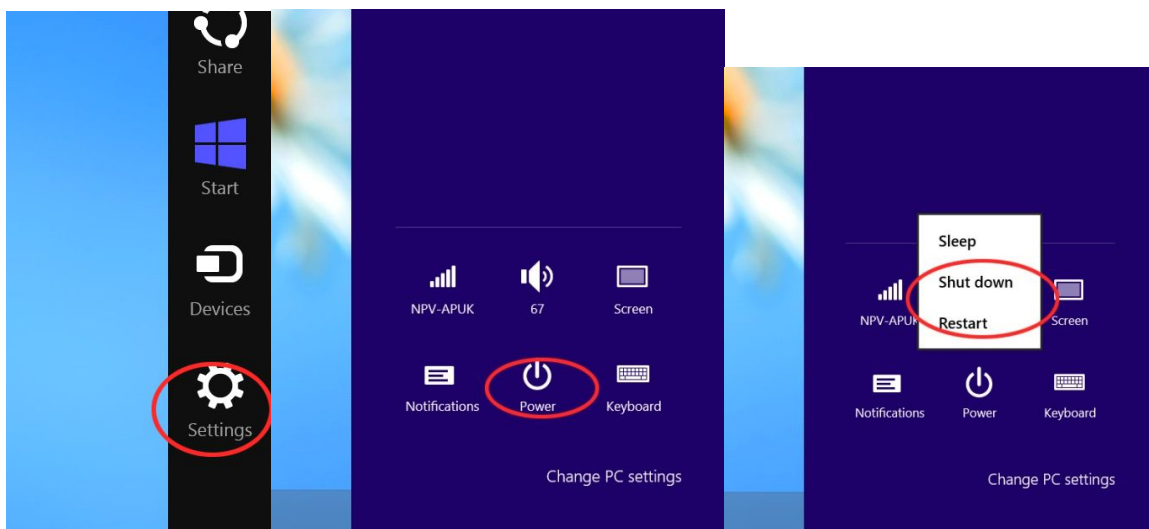 Share
Start
Devices
Settings
NPV-APUK 67 Screen
Notifications Power Keyboard
Change PC settings
Sleep
Shut down
Restart
NPV-APUK Screen
Notifications Power Keyboard
Change PC settings